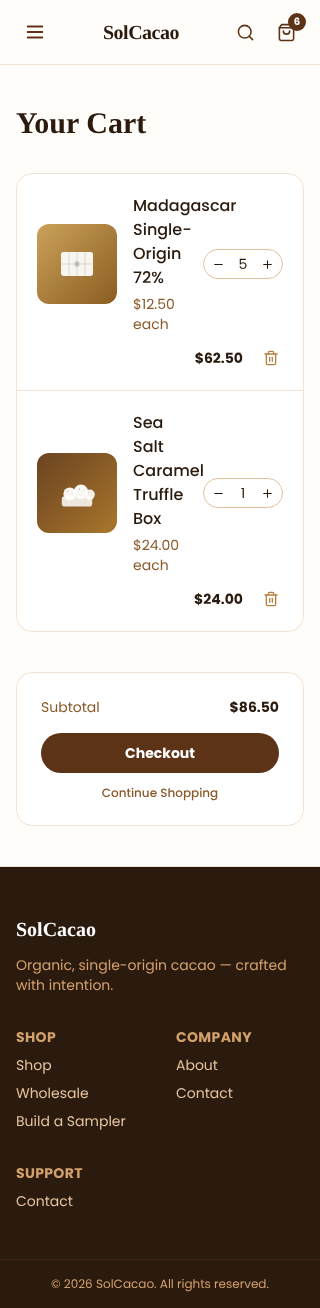 SolCacao
6
Your Cart
Madagascar
Single-
Origin
72%
$12.50
each
− 5 +
$62.50
Sea
Salt
Caramel
Truffle
Box
$24.00
each
− 1 +
$24.00
Subtotal $86.50
Checkout
Continue Shopping
SolCacao
Organic, single-origin cacao — crafted
with intention.
SHOP
Shop
Wholesale
Build a Sampler
COMPANY
About
Contact
SUPPORT
Contact
© 2026 SolCacao. All rights reserved.